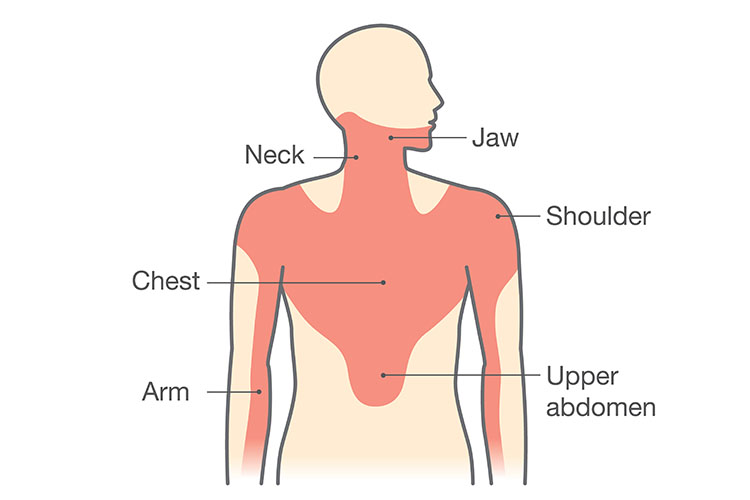 Jaw
Neck
Shoulder
Chest
Upper
abdomen
Arm